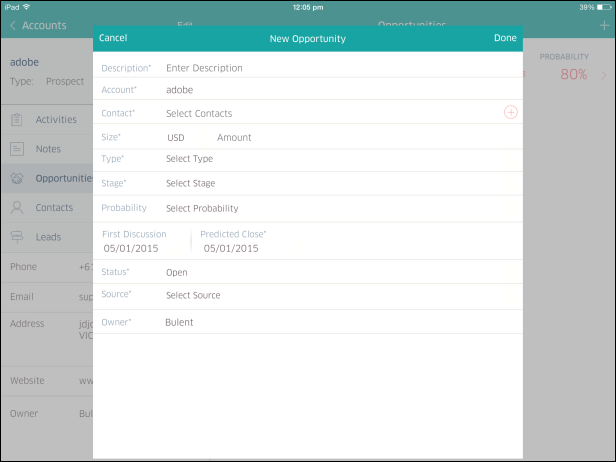 iPad 12:05 pm 39%
Accounts Edit Opportunities +
Cancel New Opportunity Done
adobe
Type: Prospect
PROBABILITY
80%
Activities
Notes
Opportunities
Contacts
Leads
Phone +6
Email sup
Address jdjc
VIC
Website ww
Owner Bul
Description* Enter Description
Account* adobe
Contact* Select Contacts
Size* USD Amount
Type* Select Type
Stage* Select Stage
Probability Select Probability
First Discussion Predicted Close*
05/01/2015 05/01/2015
Status* Open
Source* Select Source
Owner* Bulent